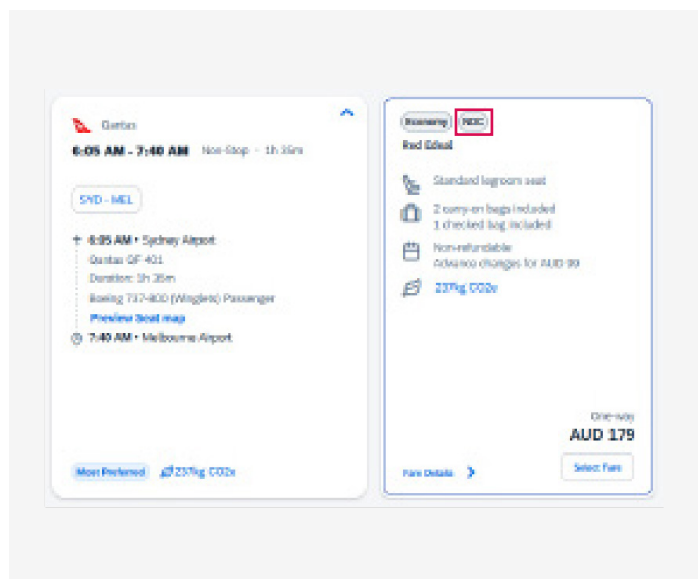 Qantas
6:05 AM - 7:40 AM Non-Stop - 1h 35m
SYD - MEL
6:05 AM • Sydney Airport
Qantas QF 401
Duration: 1h 35m
Boeing 737-800 (Winglets) Passenger
Preview Seat map
7:40 AM • Melbourne Airport
Most Preferred 237kg CO2e
Economy NDC
Red Edeal
Standard legroom seat
2 carry-on bags included
1 checked bag included
Non-refundable
Advance changes for AUD 99
237kg CO2e
One-way
AUD 179
Fare Details
Select Fare